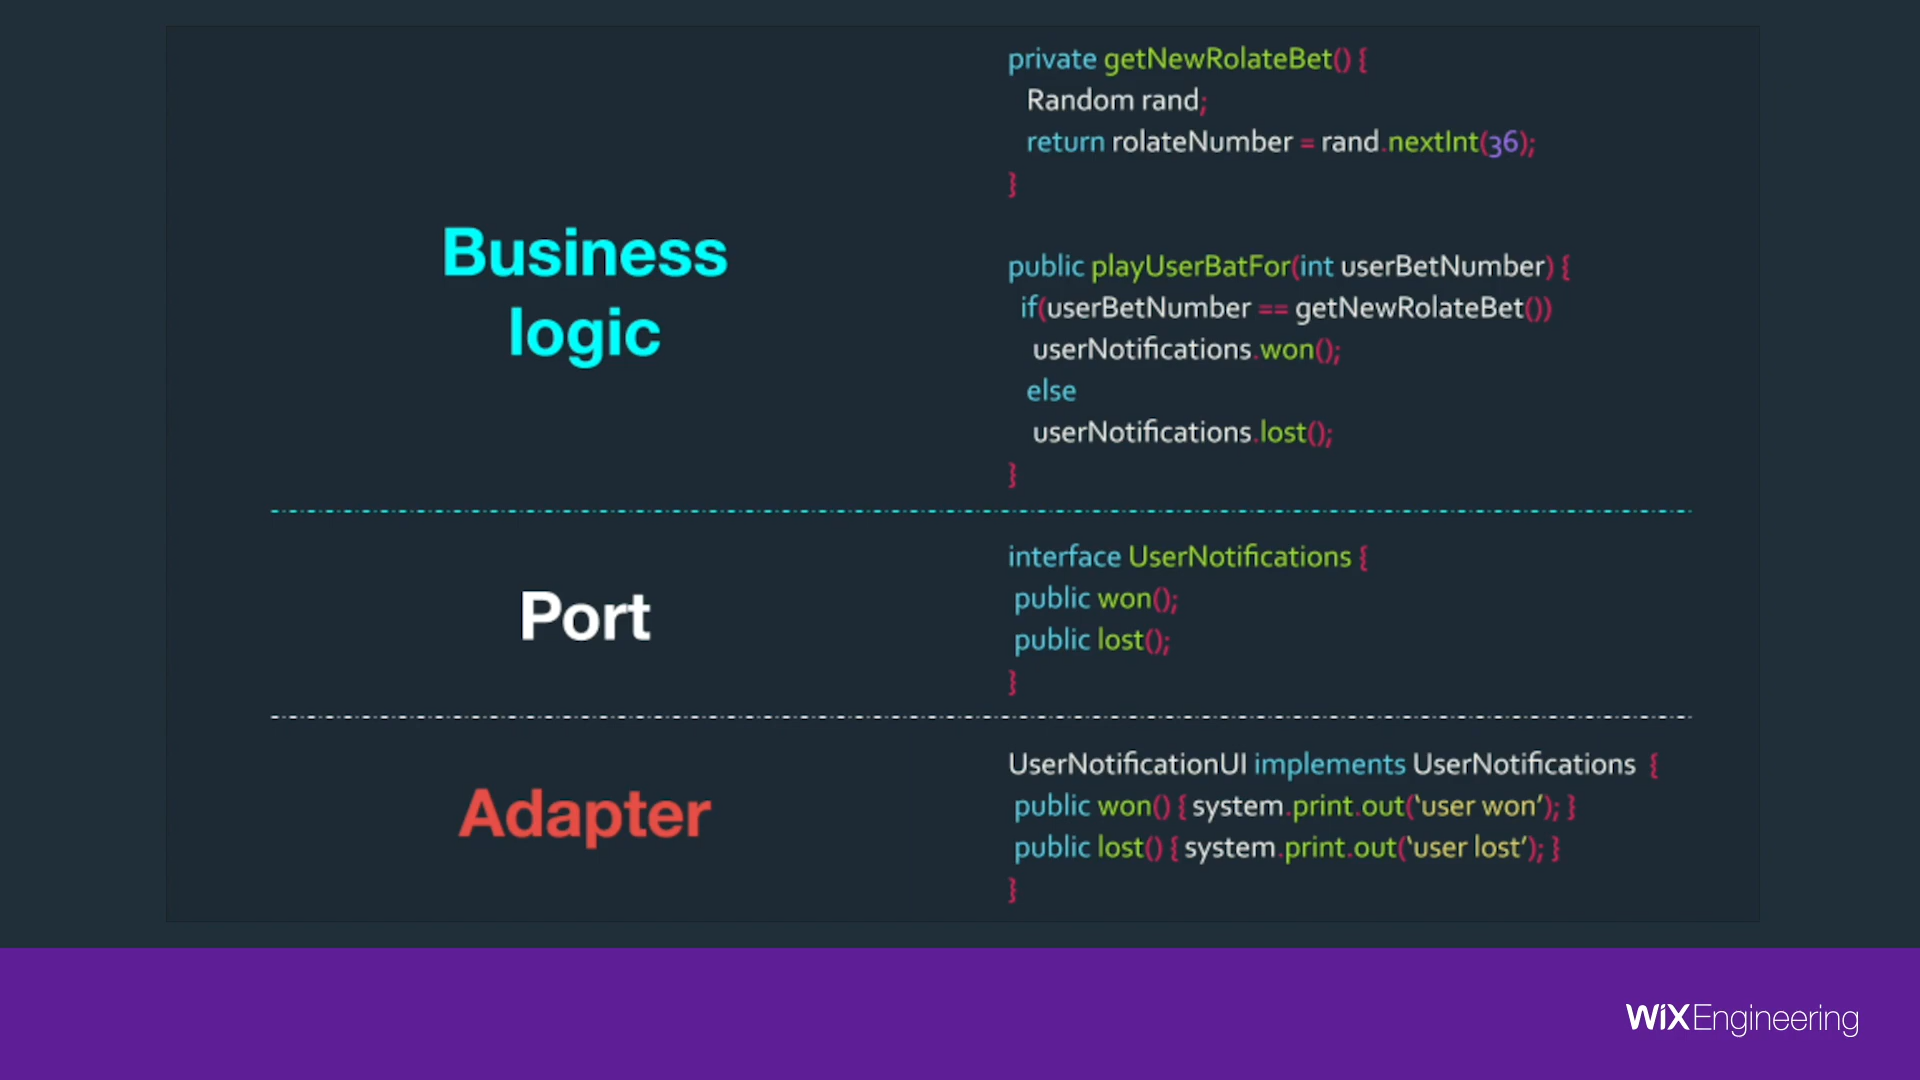 private getNewRolateBet() {
Random rand;
return rolateNumber = rand.nextInt(36);
}
Business
logic
public playUserBatFor(int userBetNumber) {
if(userBetNumber == getNewRolateBet())
userNotifications.won();
else
userNotifications.lost();
}
Port
interface UserNotifications {
public won();
public lost();
}
Adapter
UserNotificationUI implements UserNotifications {
public won() { system.print.out(‘user won’); }
public lost() { system.print.out(‘user lost’); }
}
WiX Engineering